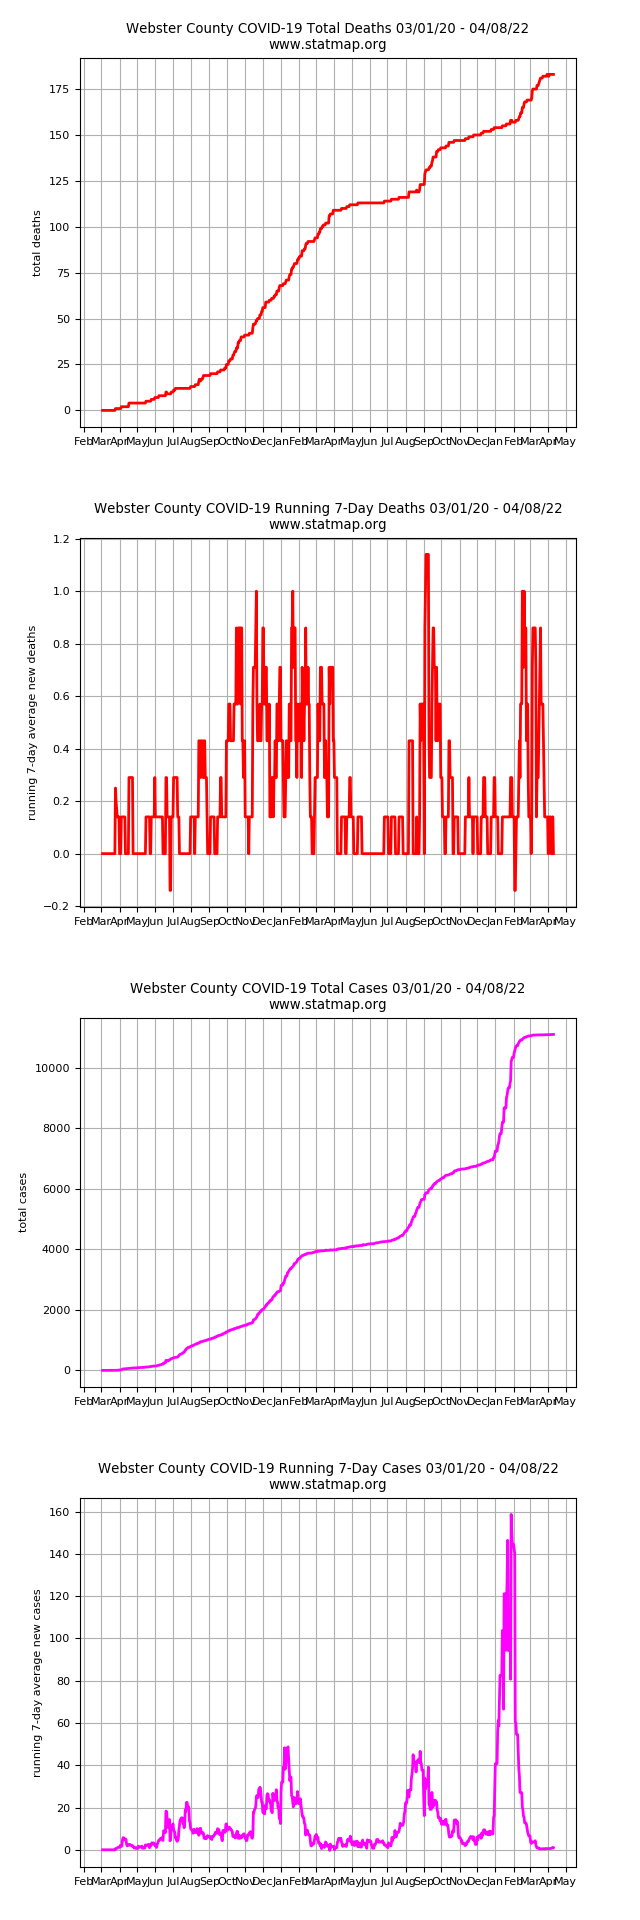 Webster County COVID-19 Total Deaths 03/01/20 - 04/08/22
www.statmap.org
total deaths
175
150
125
100
75
50
25
0
Feb Mar Apr May Jun Jul Aug Sep Oct Nov Dec Jan Feb Mar Apr May Jun Jul Aug Sep Oct Nov Dec Jan Feb Mar Apr May
Webster County COVID-19 Running 7-Day Deaths 03/01/20 - 04/08/22
www.statmap.org
running 7-day average new deaths
1.2
1.0
0.8
0.6
0.4
0.2
0.0
−0.2
Feb Mar Apr May Jun Jul Aug Sep Oct Nov Dec Jan Feb Mar Apr May Jun Jul Aug Sep Oct Nov Dec Jan Feb Mar Apr May
Webster County COVID-19 Total Cases 03/01/20 - 04/08/22
www.statmap.org
total cases
10000
8000
6000
4000
2000
0
Feb Mar Apr May Jun Jul Aug Sep Oct Nov Dec Jan Feb Mar Apr May Jun Jul Aug Sep Oct Nov Dec Jan Feb Mar Apr May
Webster County COVID-19 Running 7-Day Cases 03/01/20 - 04/08/22
www.statmap.org
running 7-day average new cases
160
140
120
100
80
60
40
20
0
Feb Mar Apr May Jun Jul Aug Sep Oct Nov Dec Jan Feb Mar Apr May Jun Jul Aug Sep Oct Nov Dec Jan Feb Mar Apr May